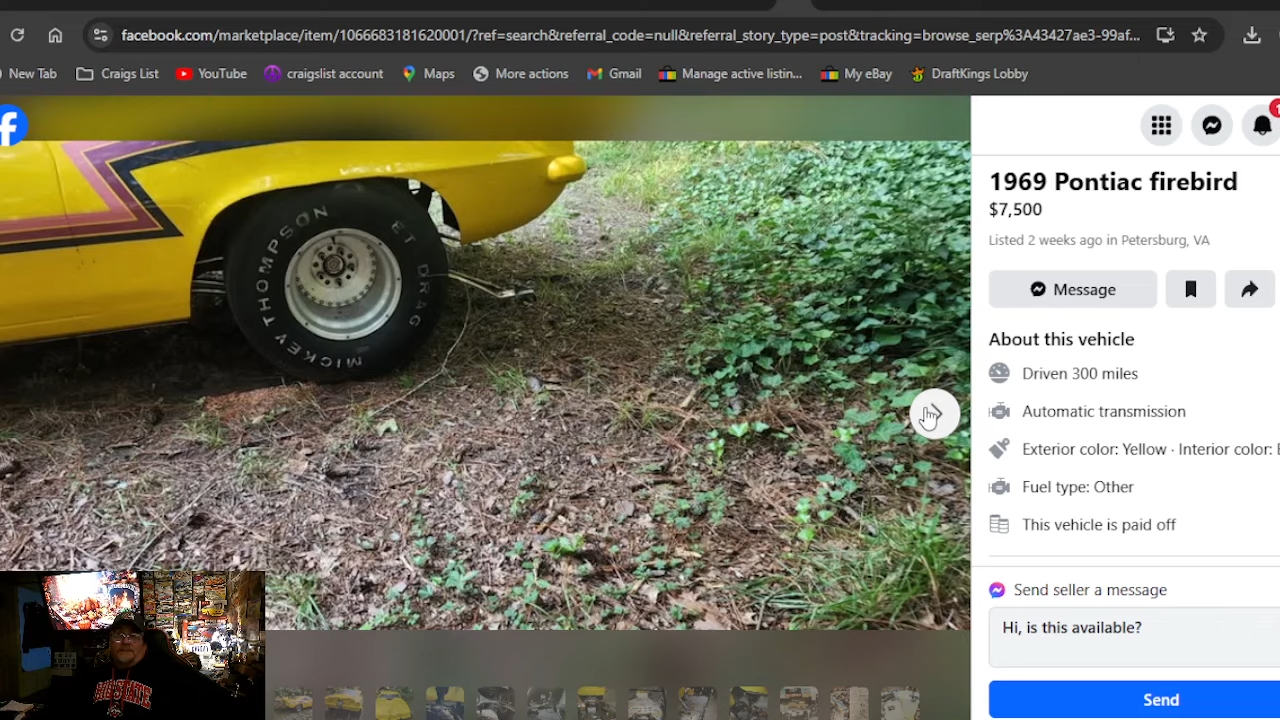 facebook.com/marketplace/item/1066683181620001/?ref=search&referral_code=null&referral_story_type=post&tracking=browse_serp%3A43427ae3-99af...
New Tab Craigs List YouTube craigslist account Maps More actions Gmail Manage active listin... My eBay DraftKings Lobby
1969 Pontiac firebird
$7,500
Listed 2 weeks ago in Petersburg, VA
Message
About this vehicle
Driven 300 miles
Automatic transmission
Exterior color: Yellow · Interior color:
Fuel type: Other
This vehicle is paid off
Send seller a message
Hi, is this available?
Send
MICKEY THOMPSON
ET DRAG